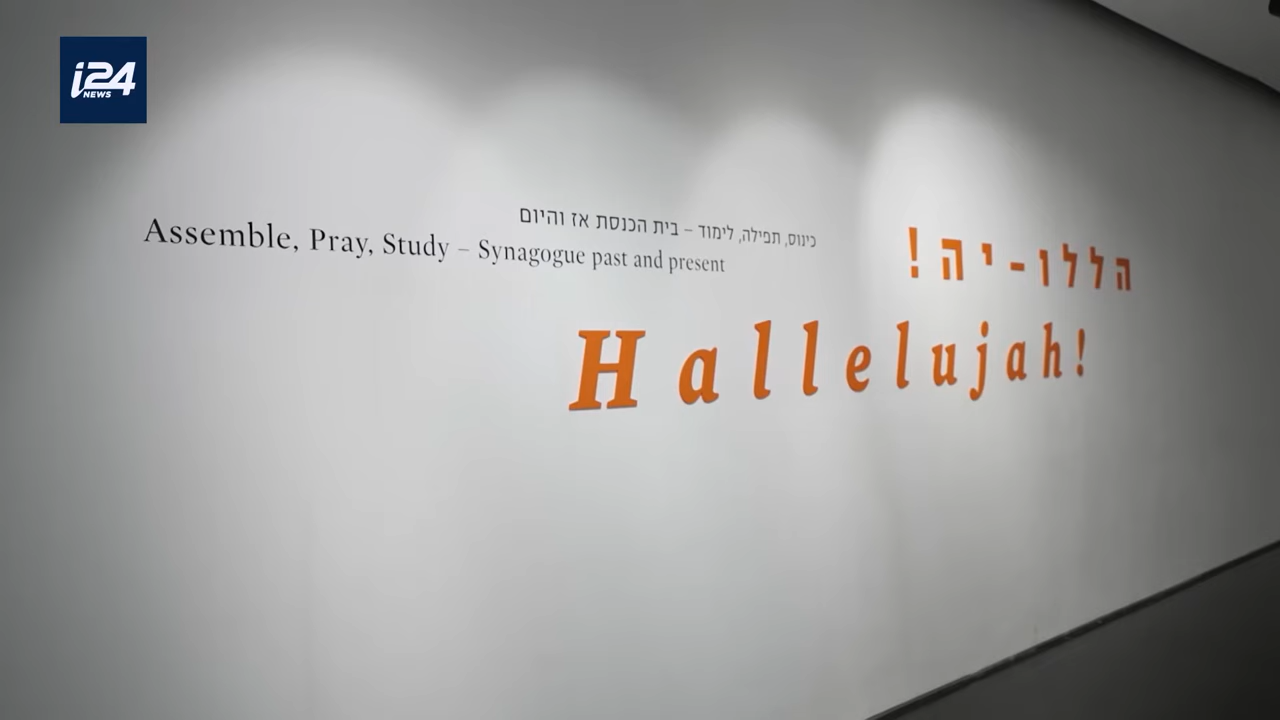 i24
NEWS
כינוס, תפילה, לימוד – בית הכנסת אז והיום
Assemble, Pray, Study – Synagogue past and present
הללו-יה!
Hallelujah!